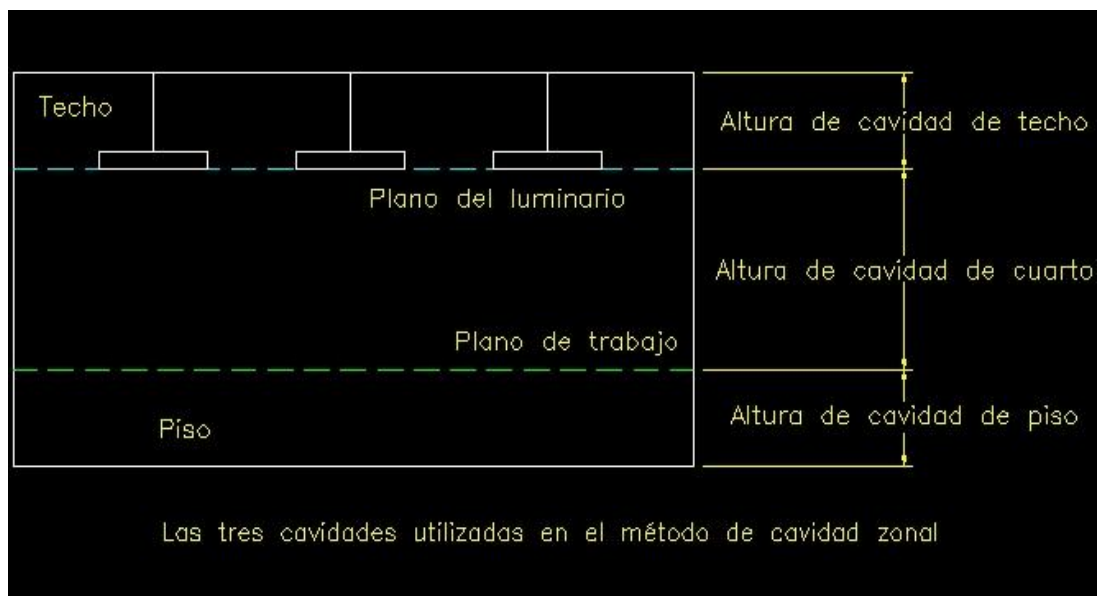 Techo
Altura de cavidad de techo
Plano del luminario
Altura de cavidad de cuarto
Plano de trabajo
Altura de cavidad de piso
Piso
Las tres cavidades utilizadas en el métódo de cavidad zonal